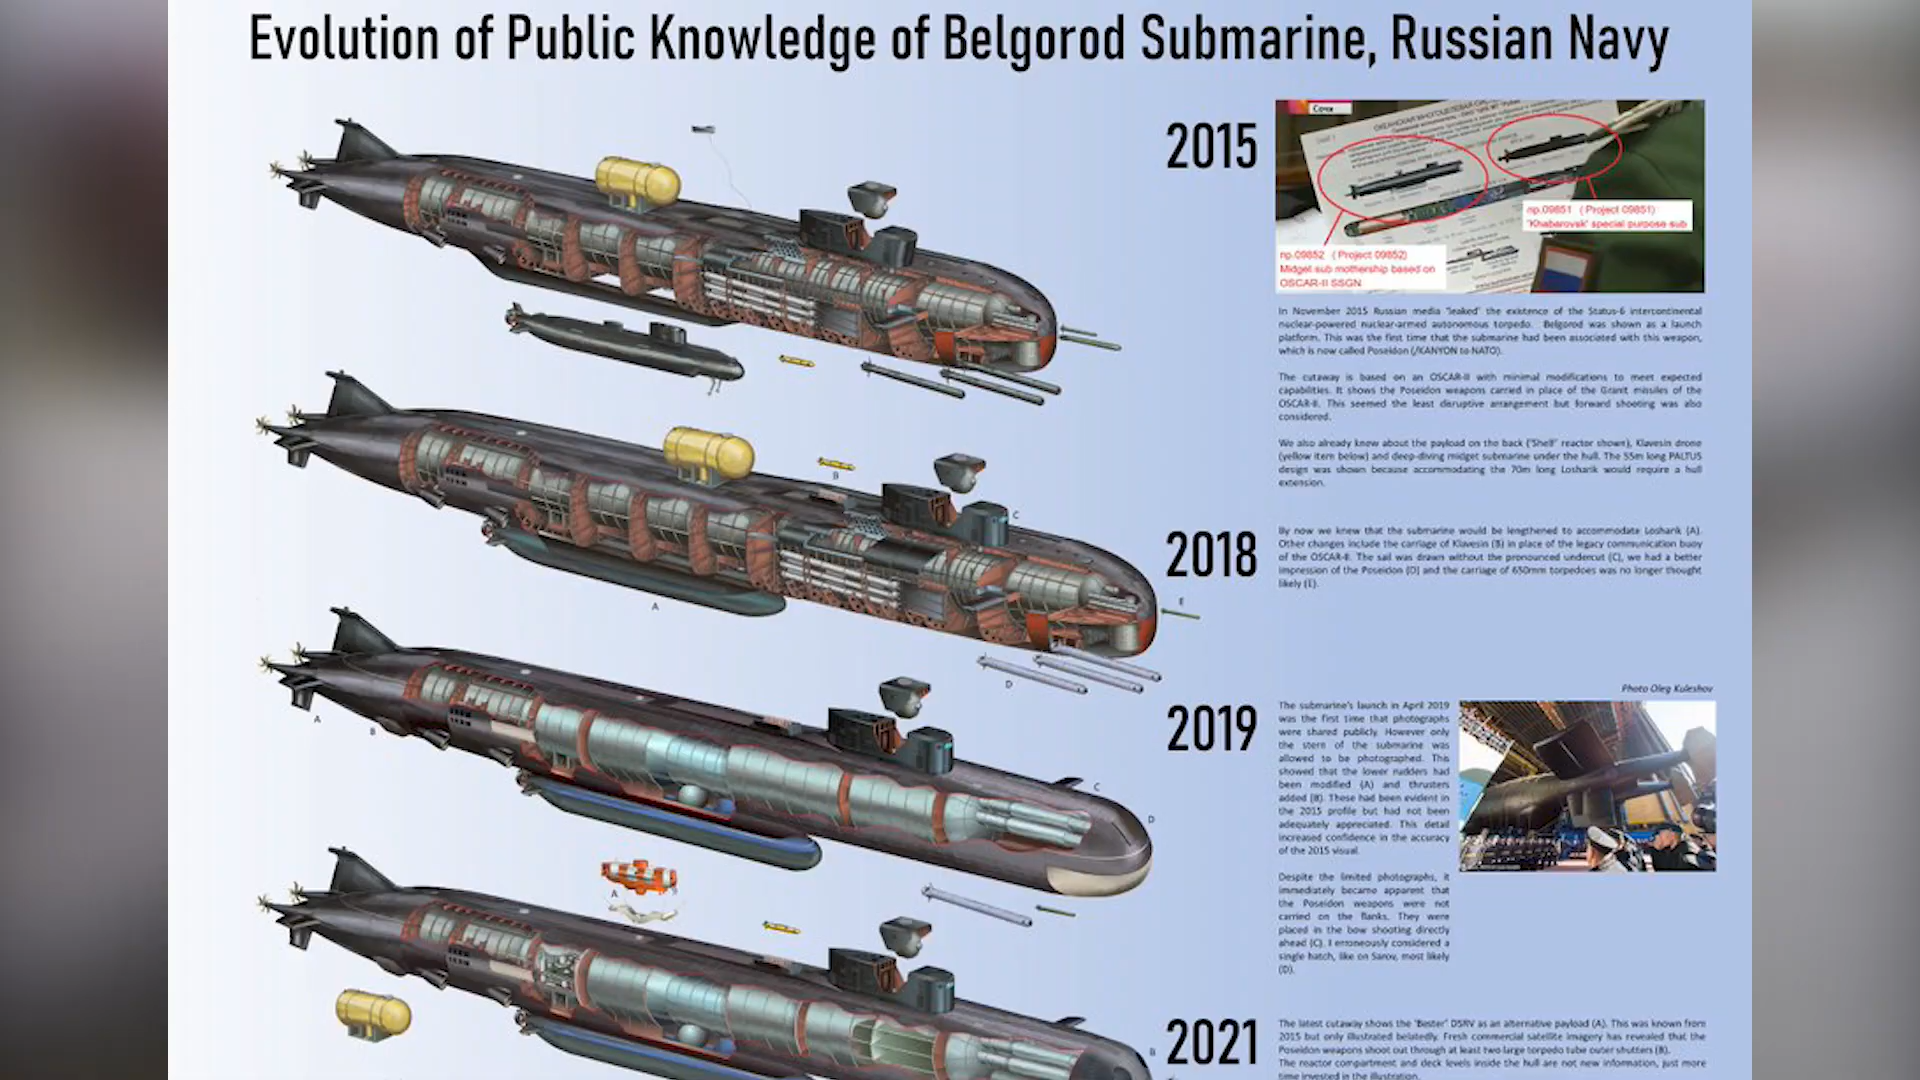 Evolution of Public Knowledge of Belgorod Submarine, Russian Navy
2015
Сочи
пр.09851 ( Project 09851)
'Khabarovsk' special purpose sub
пр.09852 ( Project 09852)
Midget sub mothership based on
OSCAR-II SSGN
In November 2015 Russian media 'leaked' the existence of the Status-6 intercontinental
nuclear-powered nuclear-armed autonomous torpedo. Belgorod was shown as a launch
platform. This was the first time that the submarine had been associated with this weapon,
which is now called Poseidon (/KANYON to NATO).
The cutaway is based on an OSCAR-II with minimal modifications to meet expected
capabilities. It shows the Poseidon weapons carried in place of the Granit missiles of the
OSCAR-II. This seemed the least disruptive arrangement but forward shooting was also
considered.
We also already knew about the payload on the back ('Shelf' reactor shown), Klavesin drone
(yellow item below) and deep-diving midget submarine under the hull. The 55m long PALTUS
design was shown because accommodating the 70m long Losharik would require a hull
extension.
2018
By now we knew that the submarine would be lengthened to accommodate Losharik (A).
Other changes include the carriage of Klavesin (B) in place of the legacy communication buoy
of the OSCAR-II. The sail was drawn without the pronounced undercut (C), we had a better
impression of the Poseidon (D) and the carriage of 650mm torpedoes was no longer thought
likely (E).
A
B
C
D
E
2019
Photo Oleg Kuleshov
The submarine's launch in April 2019
was the first time that photographs
were shared publicly. However only
the stern of the submarine was
allowed to be photographed. This
showed that the lower rudders had
been modified (A) and thrusters
added (B). These had been evident in
the 2015 profile but had not been
adequately appreciated. This detail
increased confidence in the accuracy
of the 2015 visual.
Despite the limited photographs, it
immediately became apparent that
the Poseidon weapons were not
carried on the flanks. They were
placed in the bow shooting directly
ahead (C). I erroneously considered a
single hatch, like on Sarov, most likely
(D).
A
B
C
D
2021
The latest cutaway shows the 'Bester' DSRV as an alternative payload (A). This was known from
2015 but only illustrated belatedly. Fresh commercial satellite imagery has revealed that the
Poseidon weapons shoot out through at least two large torpedo tube outer shutters (B).
The reactor compartment and deck levels inside the hull are not new information, just more
time invested in the illustration.
A
B